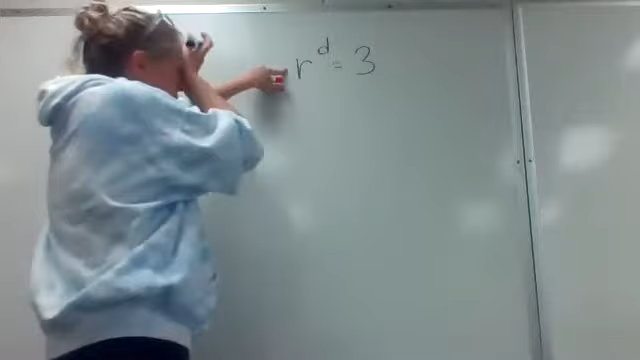 r^d = 3